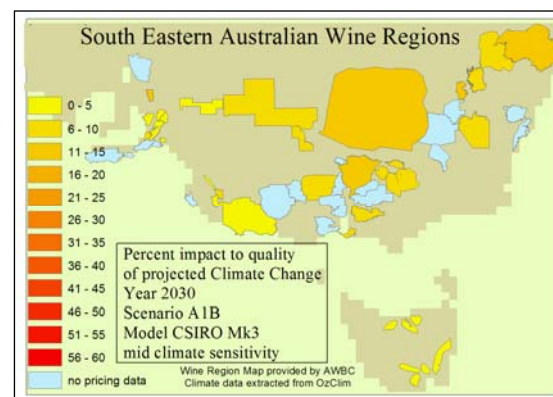 South Eastern Australian Wine Regions
0 - 5
6 - 10
11 - 15
16 - 20
21 - 25
26 - 30
31 - 35
36 - 40
41 - 45
46 - 50
51 - 55
56 - 60
no pricing data
Percent impact to quality
of projected Climate Change
Year 2030
Scenario A1B
Model CSIRO Mk3
mid climate sensitivity
Wine Region Map provided by AWBC
Climate data extracted from OzClim